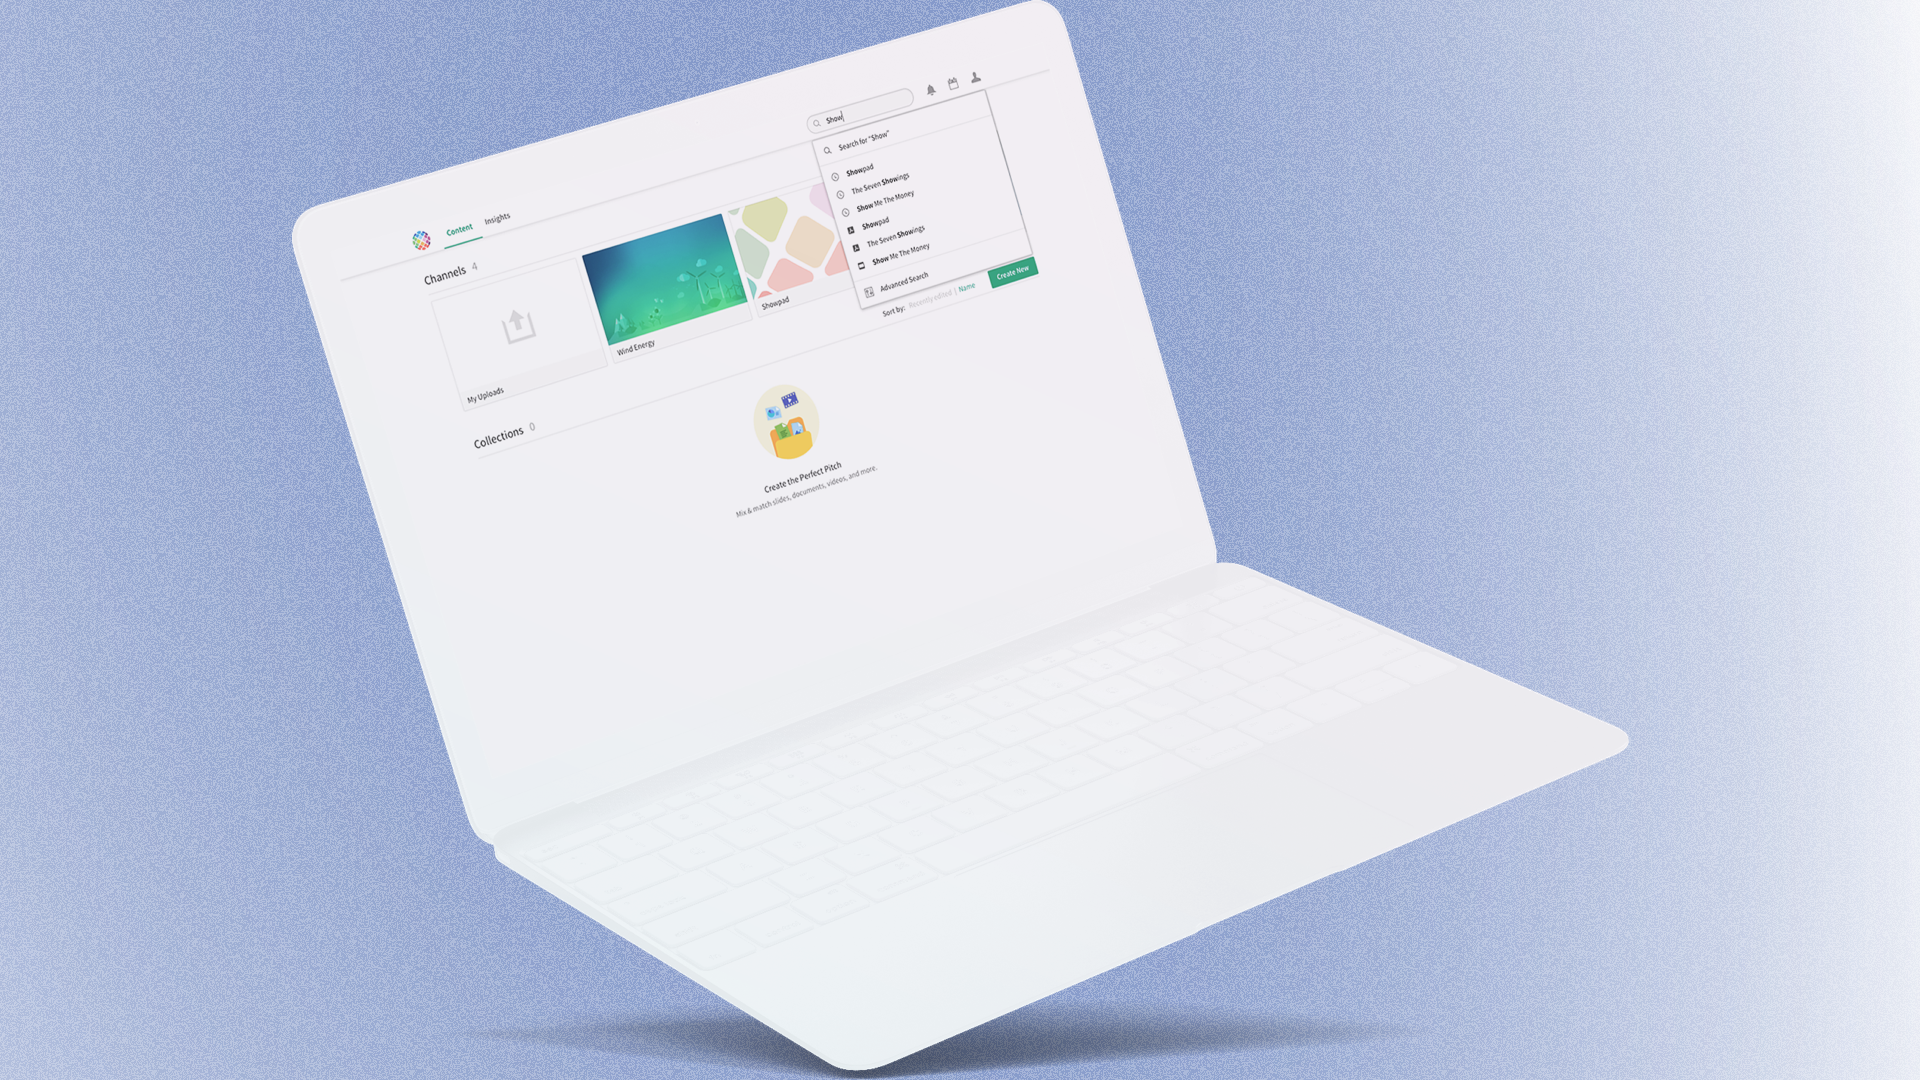 Show
Search for "Show"
Showpad
The Seven Showings
Show Me The Money
Showpad
The Seven Showings
Show Me The Money
Advanced Search
Content Insights
Channels 4
My Uploads
Wind Energy
Showpad
Sort by: Recently edited | Name
Create New
Collections 0
Create the Perfect Pitch
Mix & match slides, documents, videos, and more.